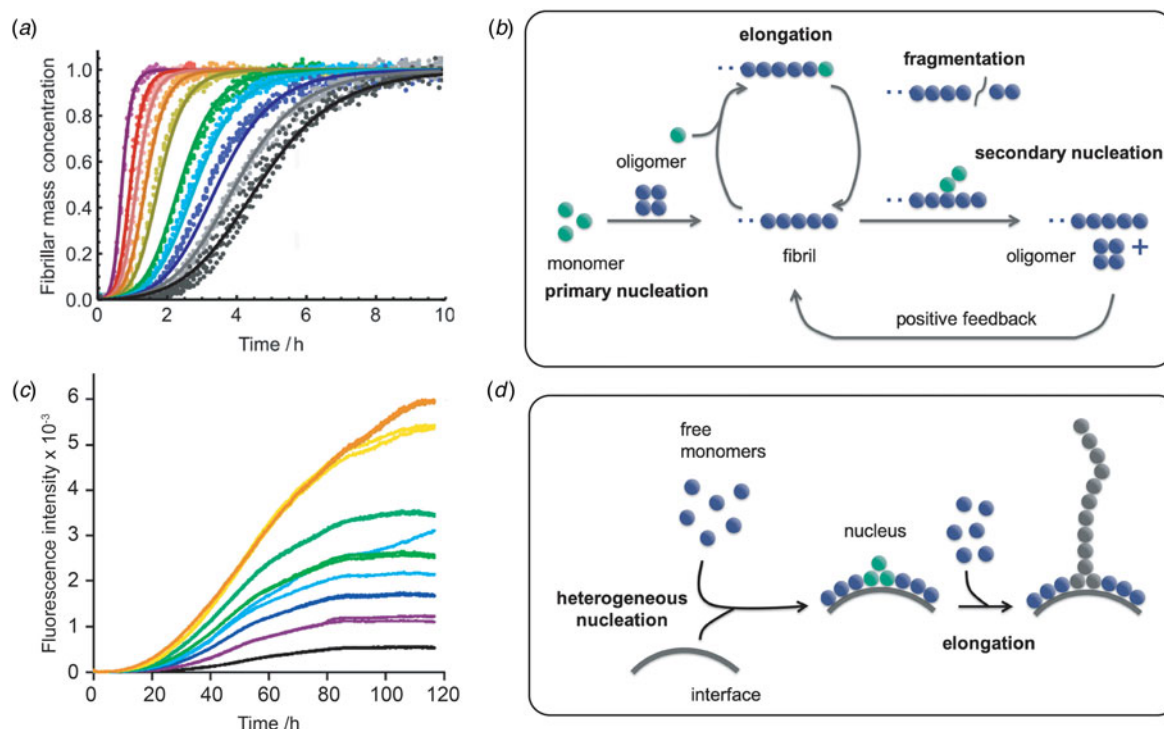 (a)
Fibrillar mass concentration
1.0
0.8
0.6
0.4
0.2
0.0
0 2 4 6 8 10
Time /h
(b)
elongation
fragmentation
oligomer
secondary nucleation
monomer
fibril
oligomer
+
primary nucleation
positive feedback
(c)
Fluorescence intensity x 10-3
6
5
4
3
2
1
0
0 20 40 60 80 100 120
Time /h
(d)
free
monomers
nucleus
heterogeneous
nucleation
elongation
interface